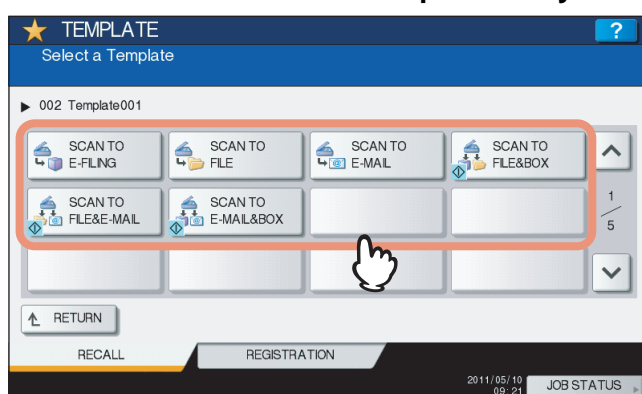 TEMPLATE
?
Select a Template
002 Template001
SCAN TO
E-FILING
SCAN TO
FILE
SCAN TO
E-MAIL
SCAN TO
FILE&BOX
SCAN TO
FILE&E-MAIL
SCAN TO
E-MAIL&BOX
1
5
RETURN
RECALL
REGISTRATION
2011/05/10
09:21
JOB STATUS